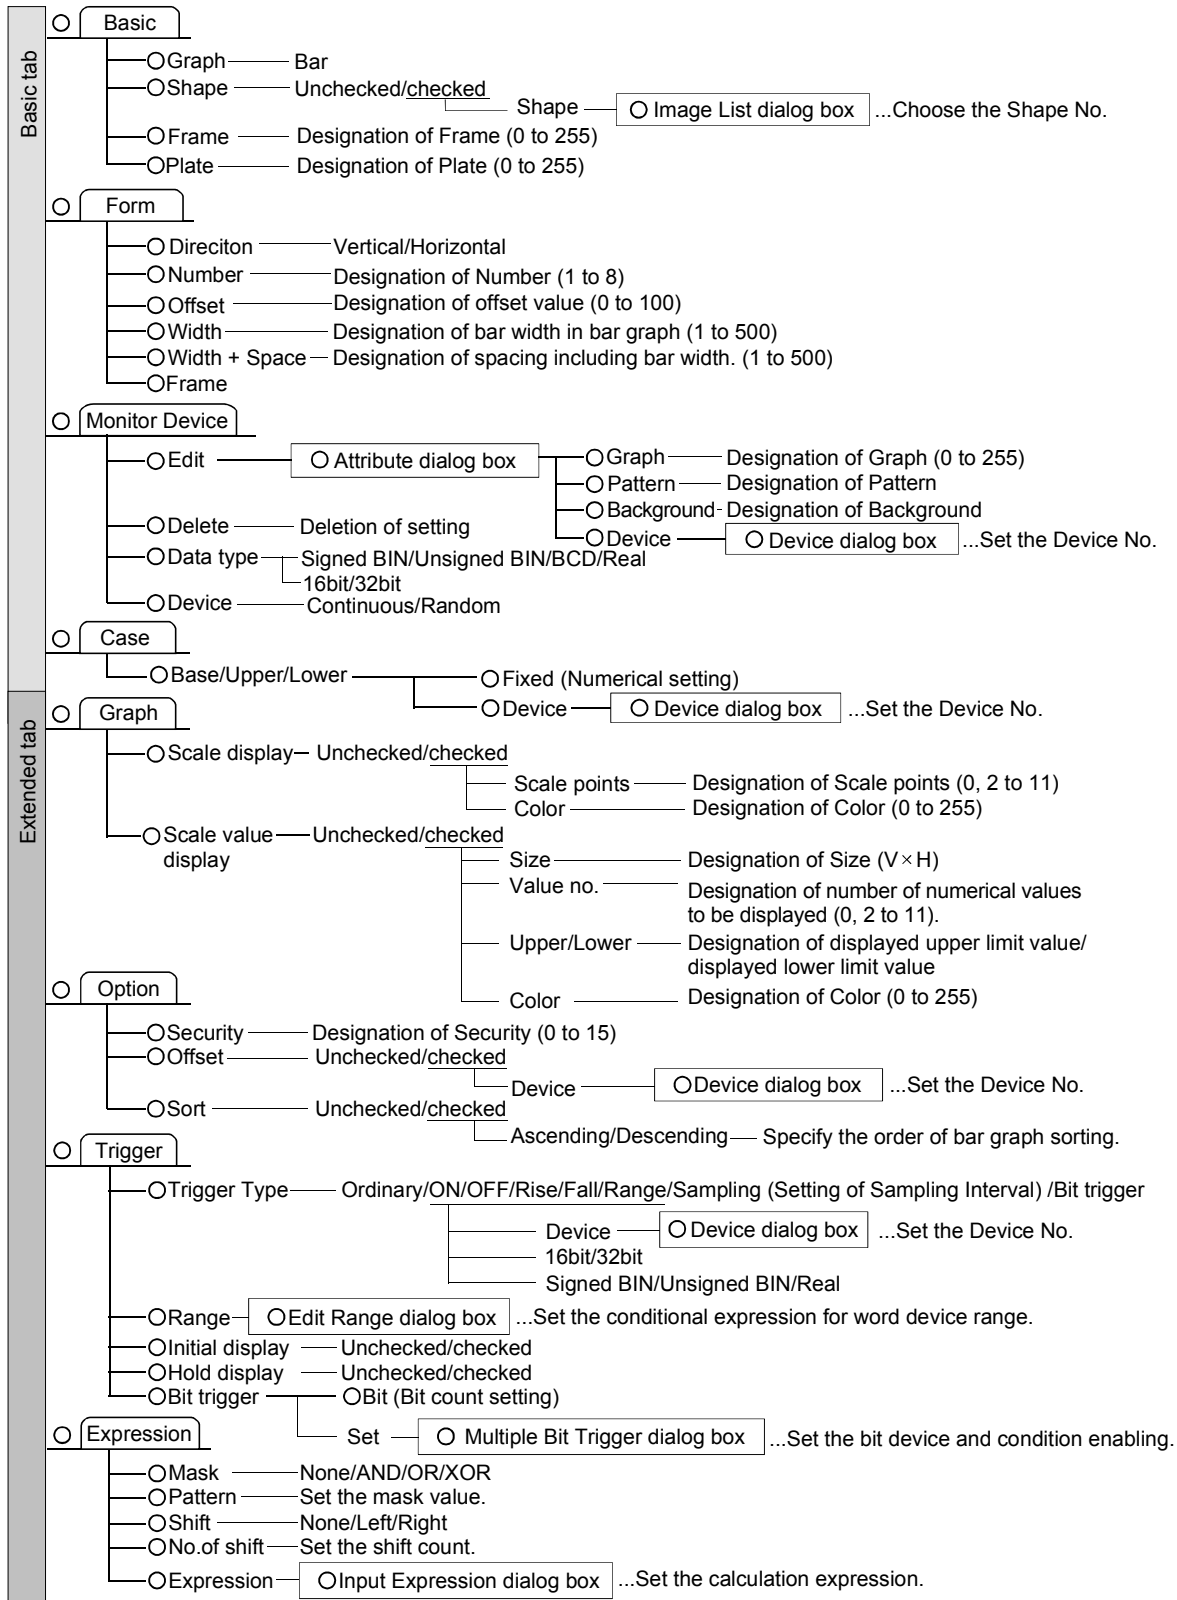 Basic tab
Basic
Graph Bar
Shape Unchecked/checked
Shape Image List dialog box ...Choose the Shape No.
Frame Designation of Frame (0 to 255)
Plate Designation of Plate (0 to 255)
Form
Direciton Vertical/Horizontal
Number Designation of Number (1 to 8)
Offset Designation of offset value (0 to 100)
Width Designation of bar width in bar graph (1 to 500)
Width + Space Designation of spacing including bar width. (1 to 500)
Frame
Monitor Device
Edit Attribute dialog box Graph Designation of Graph (0 to 255)
Pattern Designation of Pattern
Background Designation of Background
Delete Deletion of setting
Device Device dialog box ...Set the Device No.
Data type Signed BIN/Unsigned BIN/BCD/Real
16bit/32bit
Device Continuous/Random
Case
Base/Upper/Lower Fixed (Numerical setting)
Device Device dialog box ...Set the Device No.
Extended tab
Graph
Scale display Unchecked/checked
Scale points Designation of Scale points (0, 2 to 11)
Color Designation of Color (0 to 255)
Scale value display Unchecked/checked
Size Designation of Size (V×H)
Value no. Designation of number of numerical values
to be displayed (0, 2 to 11).
Upper/Lower Designation of displayed upper limit value/
displayed lower limit value
Color Designation of Color (0 to 255)
Option
Security Designation of Security (0 to 15)
Offset Unchecked/checked
Device Device dialog box ...Set the Device No.
Sort Unchecked/checked
Ascending/Descending Specify the order of bar graph sorting.
Trigger
Trigger Type Ordinary/ON/OFF/Rise/Fall/Range/Sampling (Setting of Sampling Interval) /Bit trigger
Device Device dialog box ...Set the Device No.
16bit/32bit
Signed BIN/Unsigned BIN/Real
Range Edit Range dialog box ...Set the conditional expression for word device range.
Initial display Unchecked/checked
Hold display Unchecked/checked
Bit trigger Bit (Bit count setting)
Set Multiple Bit Trigger dialog box ...Set the bit device and condition enabling.
Expression
Mask None/AND/OR/XOR
Pattern Set the mask value.
Shift None/Left/Right
No.of shift Set the shift count.
Expression Input Expression dialog box ...Set the calculation expression.